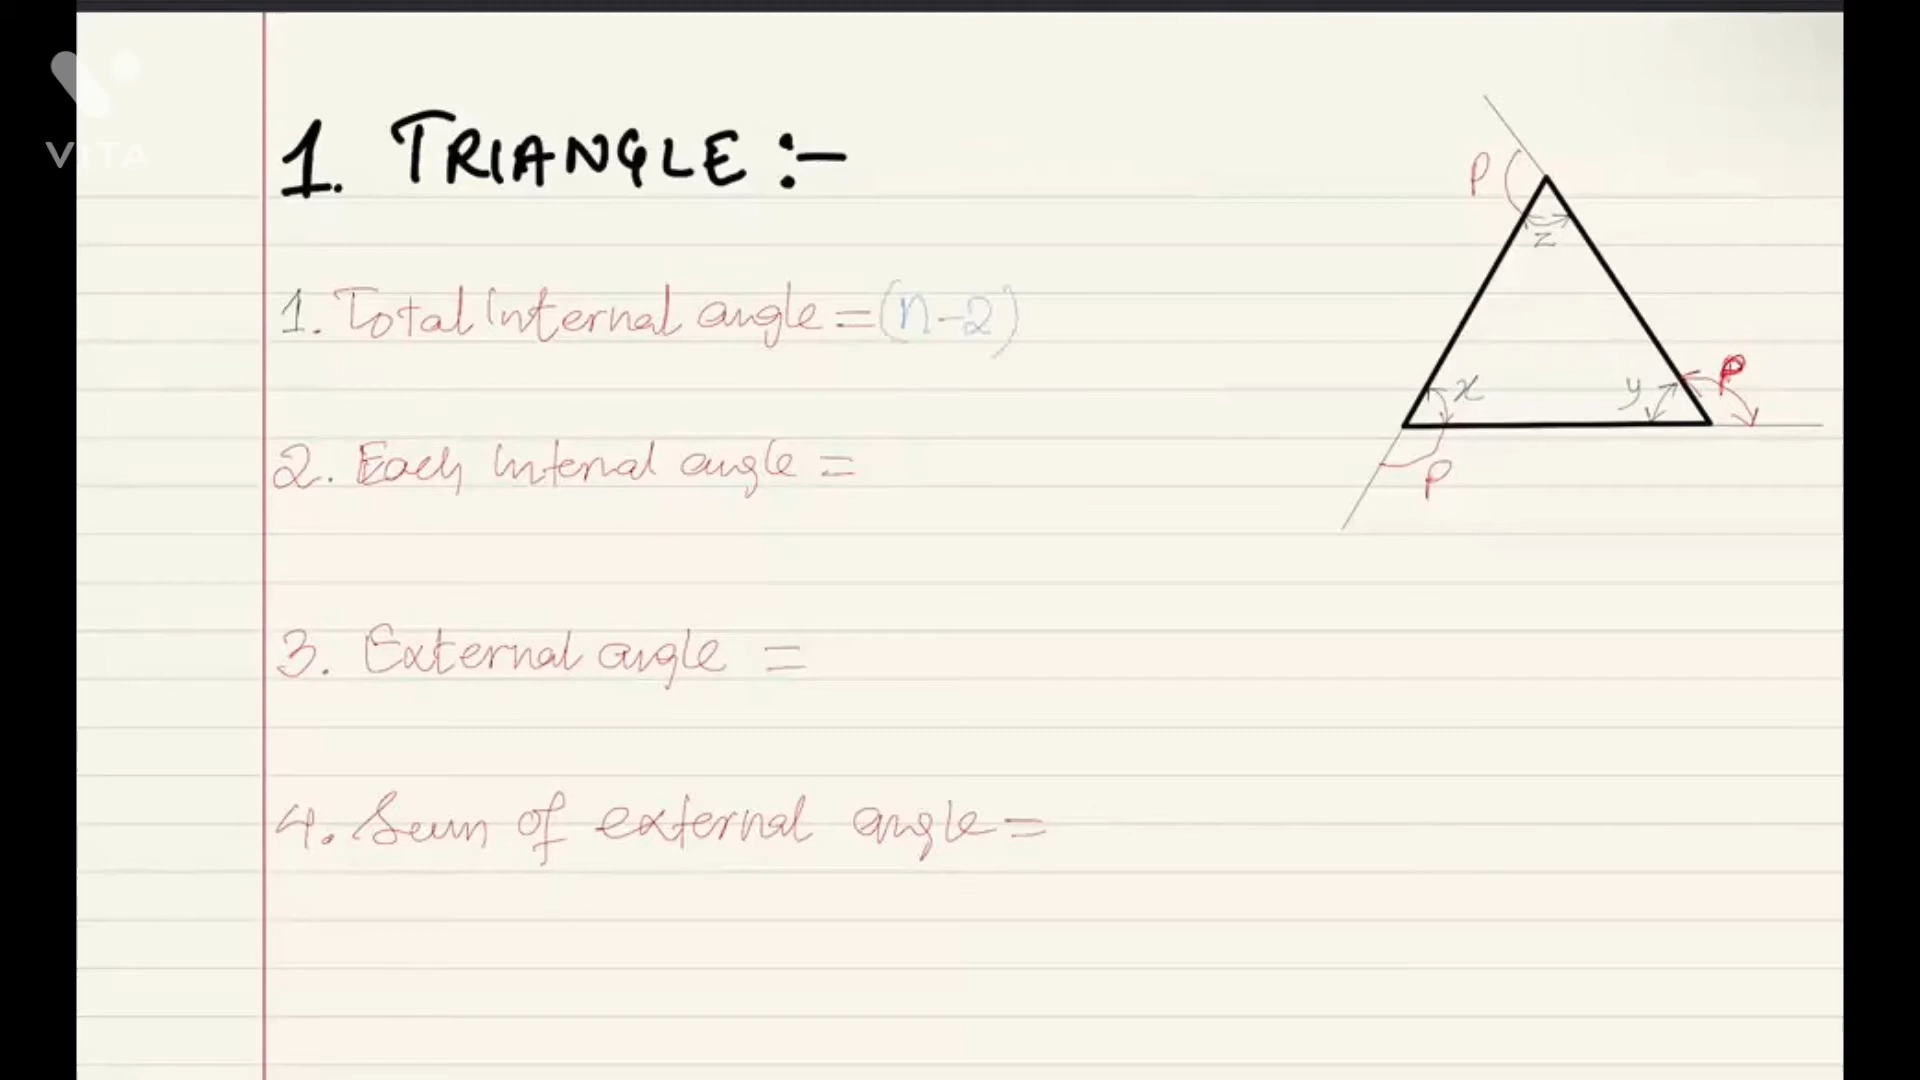 VITA
1. TRIANGLE :-
1. Total internal angle = (n-2)
2. Each internal angle =
3. External angle =
4. Sum of external angle =
P
z
x
y
P
P